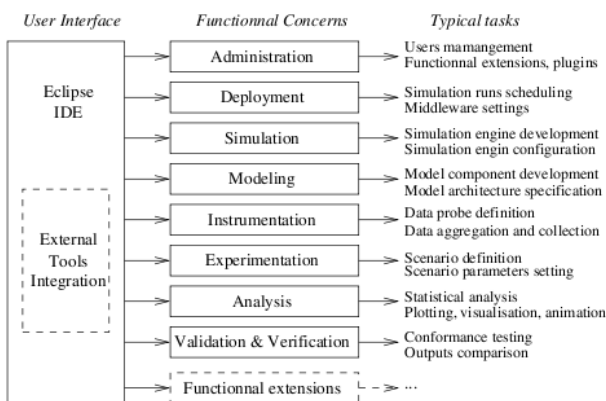 User Interface
Functionnal Concerns
Typical tasks
Eclipse
IDE
External
Tools
Integration
Administration
Users mamangement
Functionnal extensions, plugins
Deployment
Simulation runs scheduling
Middleware settings
Simulation
Simulation engine development
Simulation engin configuration
Modeling
Model component development
Model architecture specification
Instrumentation
Data probe definition
Data aggregation and collection
Experimentation
Scenario definition
Scenario parameters setting
Analysis
Statistical analysis
Plotting, visualisation, animation
Validation & Verification
Conformance testing
Outputs comparison
Functionnal extensions
...